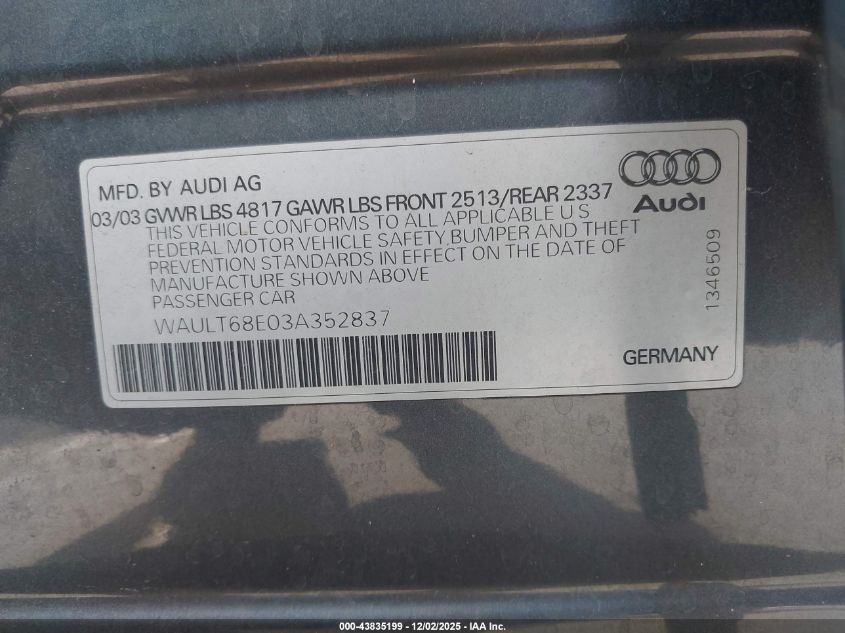 MFD. BY AUDI AG
03/03 GVWR LBS 4817 GAWR LBS FRONT 2513/REAR 2337
THIS VEHICLE CONFORMS TO ALL APPLICABLE U S
FEDERAL MOTOR VEHICLE SAFETY,BUMPER AND THEFT
PREVENTION STANDARDS IN EFFECT ON THE DATE OF
MANUFACTURE SHOWN ABOVE
PASSENGER CAR
WAULT68E03A352837
Audi
1346509
GERMANY
000-43835199 - 12/02/2025 - IAA Inc.